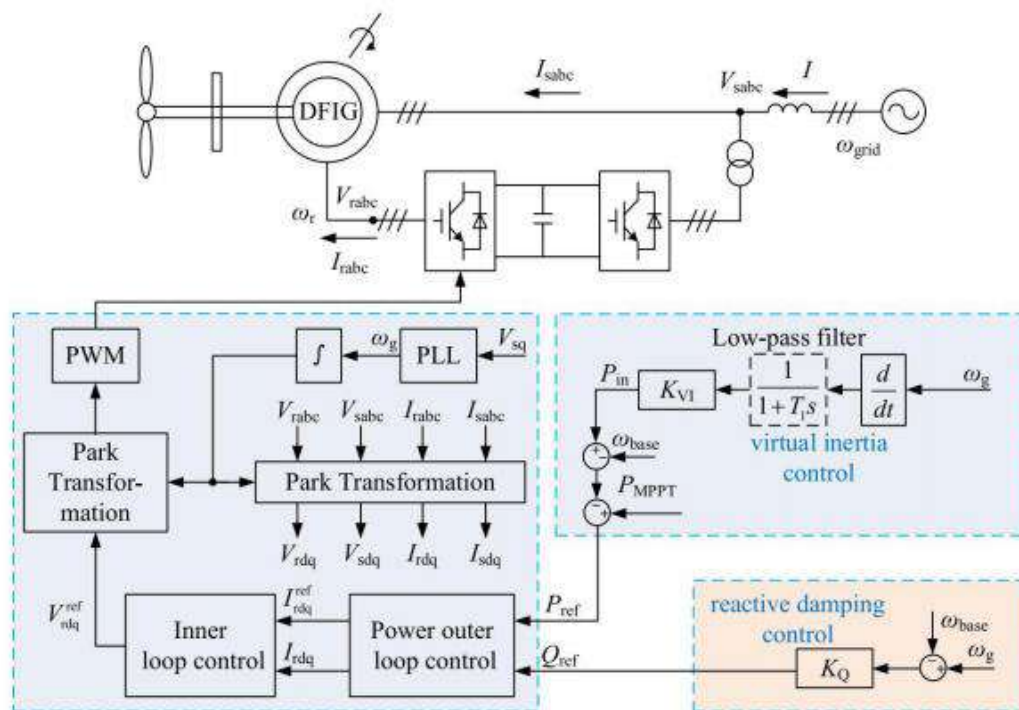 DFIG
I_sabc
V_sabc
I
ω_grid
V_rabc
ω_r
I_rabc
PWM
∫
ω_g
PLL
V_sq
V_rabc
V_sabc
I_rabc
I_sabc
Park
Transfor-
mation
Park Transformation
V_rdq
V_sdq
I_rdq
I_sdq
V_rdq^ref
Inner
loop control
I_rdq^ref
I_rdq
Power outer
loop control
P_ref
Q_ref
Low-pass filter
P_in
K_VI
1
1+T_1s
d
dt
ω_g
virtual inertia
control
ω_base
+
−
P_MPPT
−
+
reactive damping
control
K_Q
ω_base
−
+
ω_g